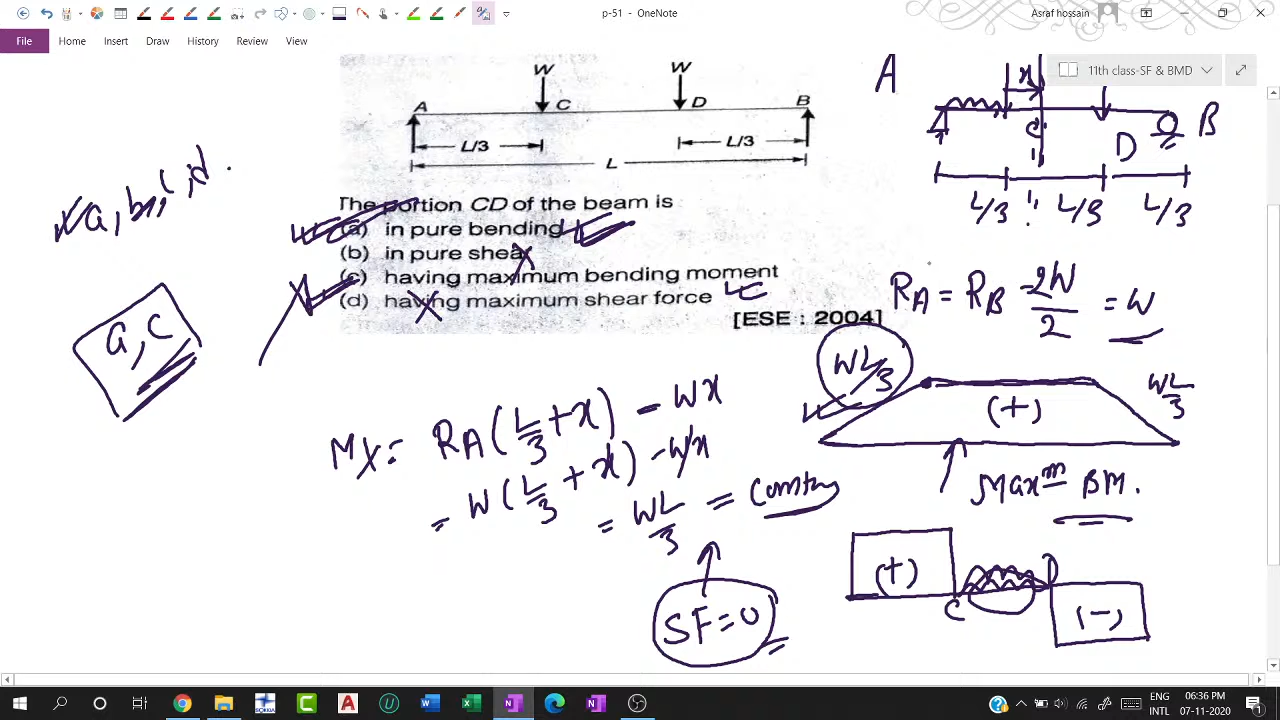 p-51 - OneNote
Asraf hossain
File Home Insert Draw History Review View
11th class-SF & BMD
W W
A C D B
L/3 L/3
L
The portion CD of the beam is
(a) in pure bending
(b) in pure shear
(c) having maximum bending moment
(d) having maximum shear force
[ESE : 2004]
a, b, c, d.
a, c
A
x
C D B
L/3 L/3 L/3
RA = RB = 2W/2 = W
WL/3
(+)
WL/3
Maxm BM.
Mx = RA(L/3 + x) - Wx
= W(L/3 + x) - Wx
= WL/3 = Constant
SF=0
(+)
C D
(-)
ENG
INTL
06:36 PM
07-11-2020